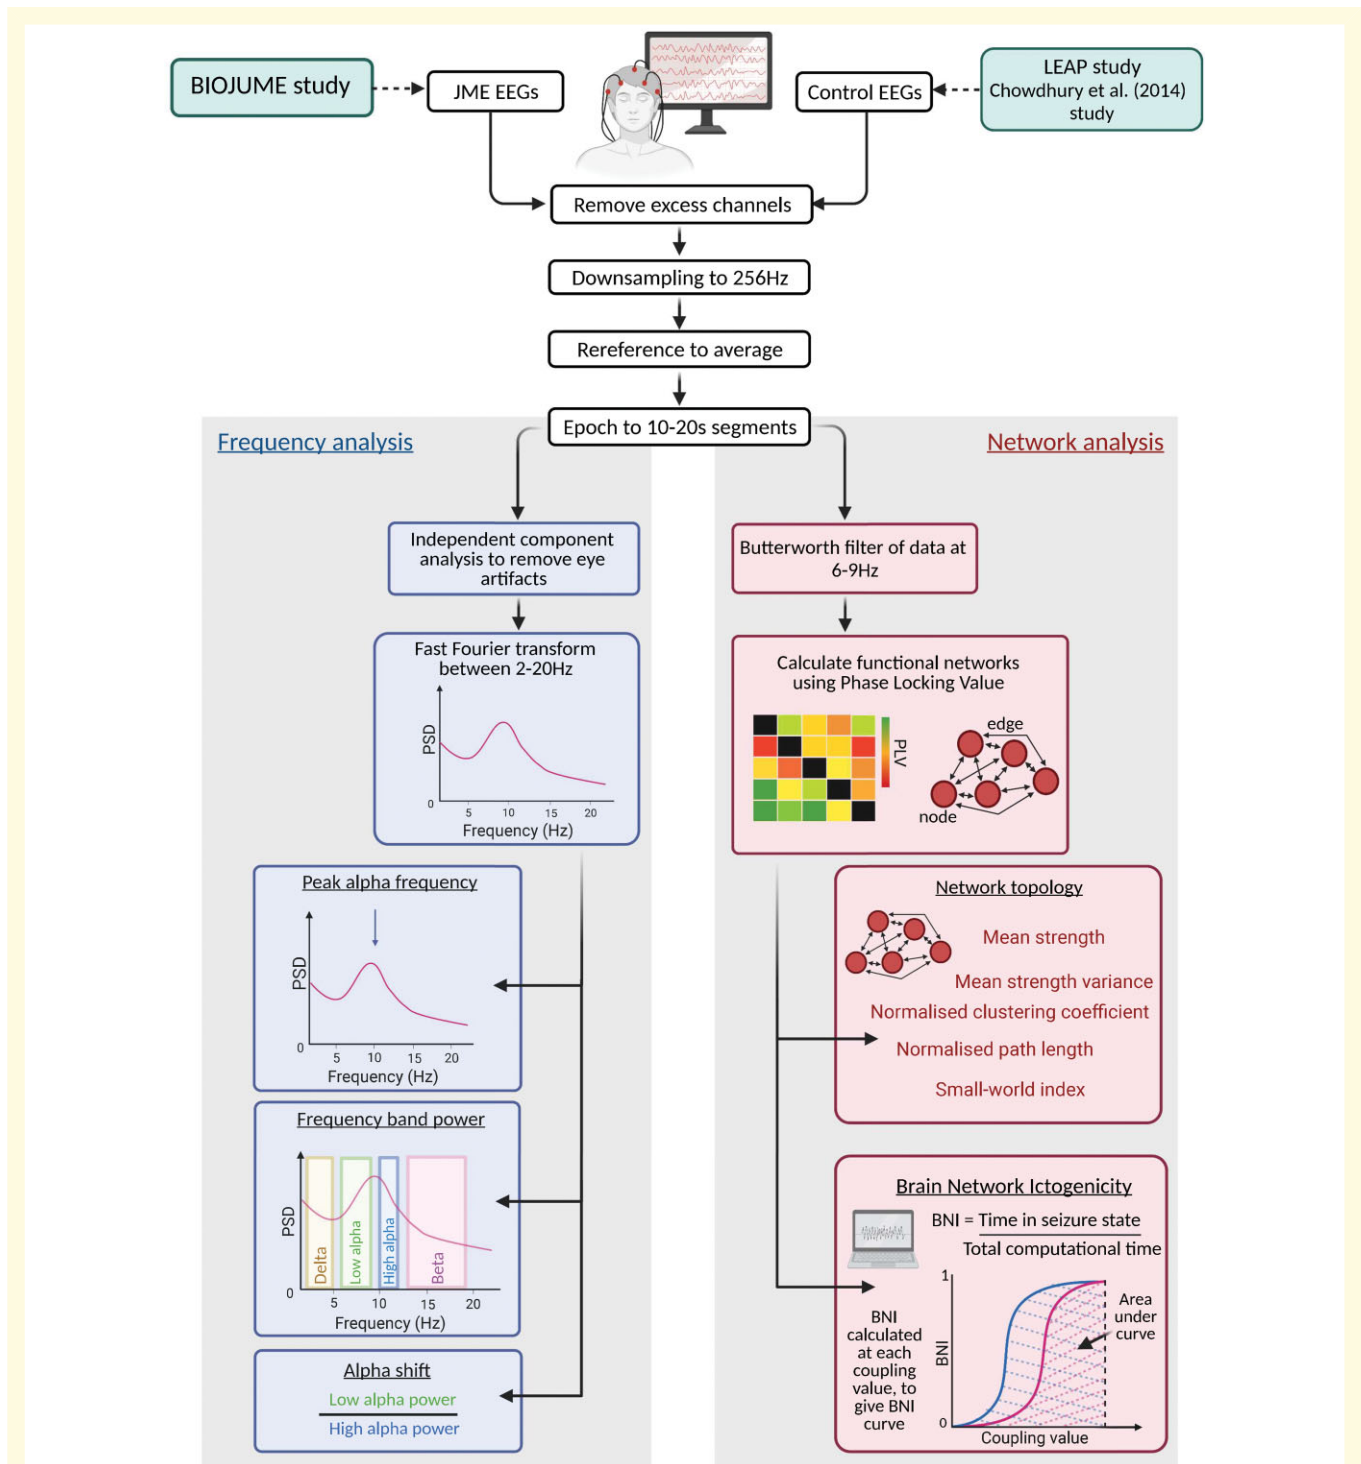 BIOJUME study
JME EEGs
Control EEGs
LEAP study
Chowdhury et al. (2014)
study
Remove excess channels
Downsampling to 256Hz
Rereference to average
Epoch to 10-20s segments
Frequency analysis
Independent component
analysis to remove eye
artifacts
Fast Fourier transform
between 2-20Hz
PSD
0
5 10 15 20
Frequency (Hz)
Peak alpha frequency
PSD
0
5 10 15 20
Frequency (Hz)
Frequency band power
PSD
Delta
Low alpha
High alpha
Beta
0
5 10 15 20
Frequency (Hz)
Alpha shift
Low alpha power
High alpha power
Network analysis
Butterworth filter of data at
6-9Hz
Calculate functional networks
using Phase Locking Value
PLV
edge
node
Network topology
Mean strength
Mean strength variance
Normalised clustering coefficient
Normalised path length
Small-world index
Brain Network Ictogenicity
BNI = Time in seizure state
Total computational time
BNI
calculated
at each
coupling
value, to
give BNI
curve
1
BNI
0
Coupling value
Area
under
curve